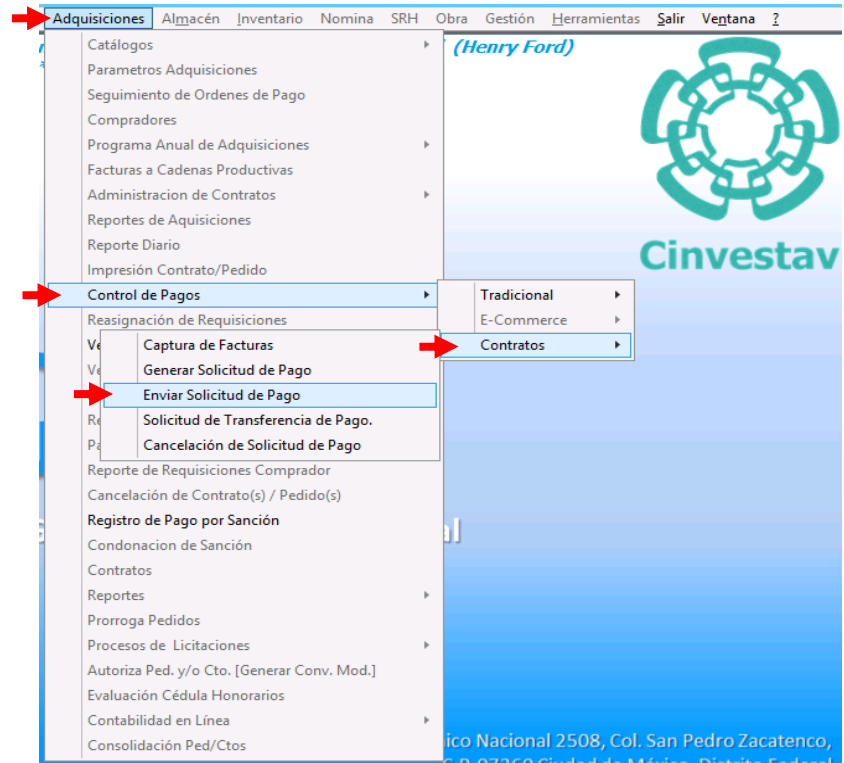 Adquisiciones Almacén Inventario Nomina SRH Obra Gestión Herramientas Salir Ventana ?
(Henry Ford)
Catálogos
Parametros Adquisiciones
Seguimiento de Ordenes de Pago
Compradores
Programa Anual de Adquisiciones
Facturas a Cadenas Productivas
Administracion de Contratos
Reportes de Aquisiciones
Reporte Diario
Impresión Contrato/Pedido
Control de Pagos
Reasignación de Requisiciones
Reporte de Requisiciones Comprador
Cancelación de Contrato(s) / Pedido(s)
Registro de Pago por Sanción
Condonacion de Sanción
Contratos
Reportes
Prorroga Pedidos
Procesos de Licitaciones
Autoriza Ped. y/o Cto. [Generar Conv. Mod.]
Evaluación Cédula Honorarios
Contabilidad en Línea
Consolidación Ped/Ctos
Tradicional
E-Commerce
Contratos
Captura de Facturas
Generar Solicitud de Pago
Enviar Solicitud de Pago
Solicitud de Transferencia de Pago.
Cancelación de Solicitud de Pago
Cinvestav
ico Nacional 2508, Col. San Pedro Zacatenco,
07360 Ciudad de México, Distrito Federal